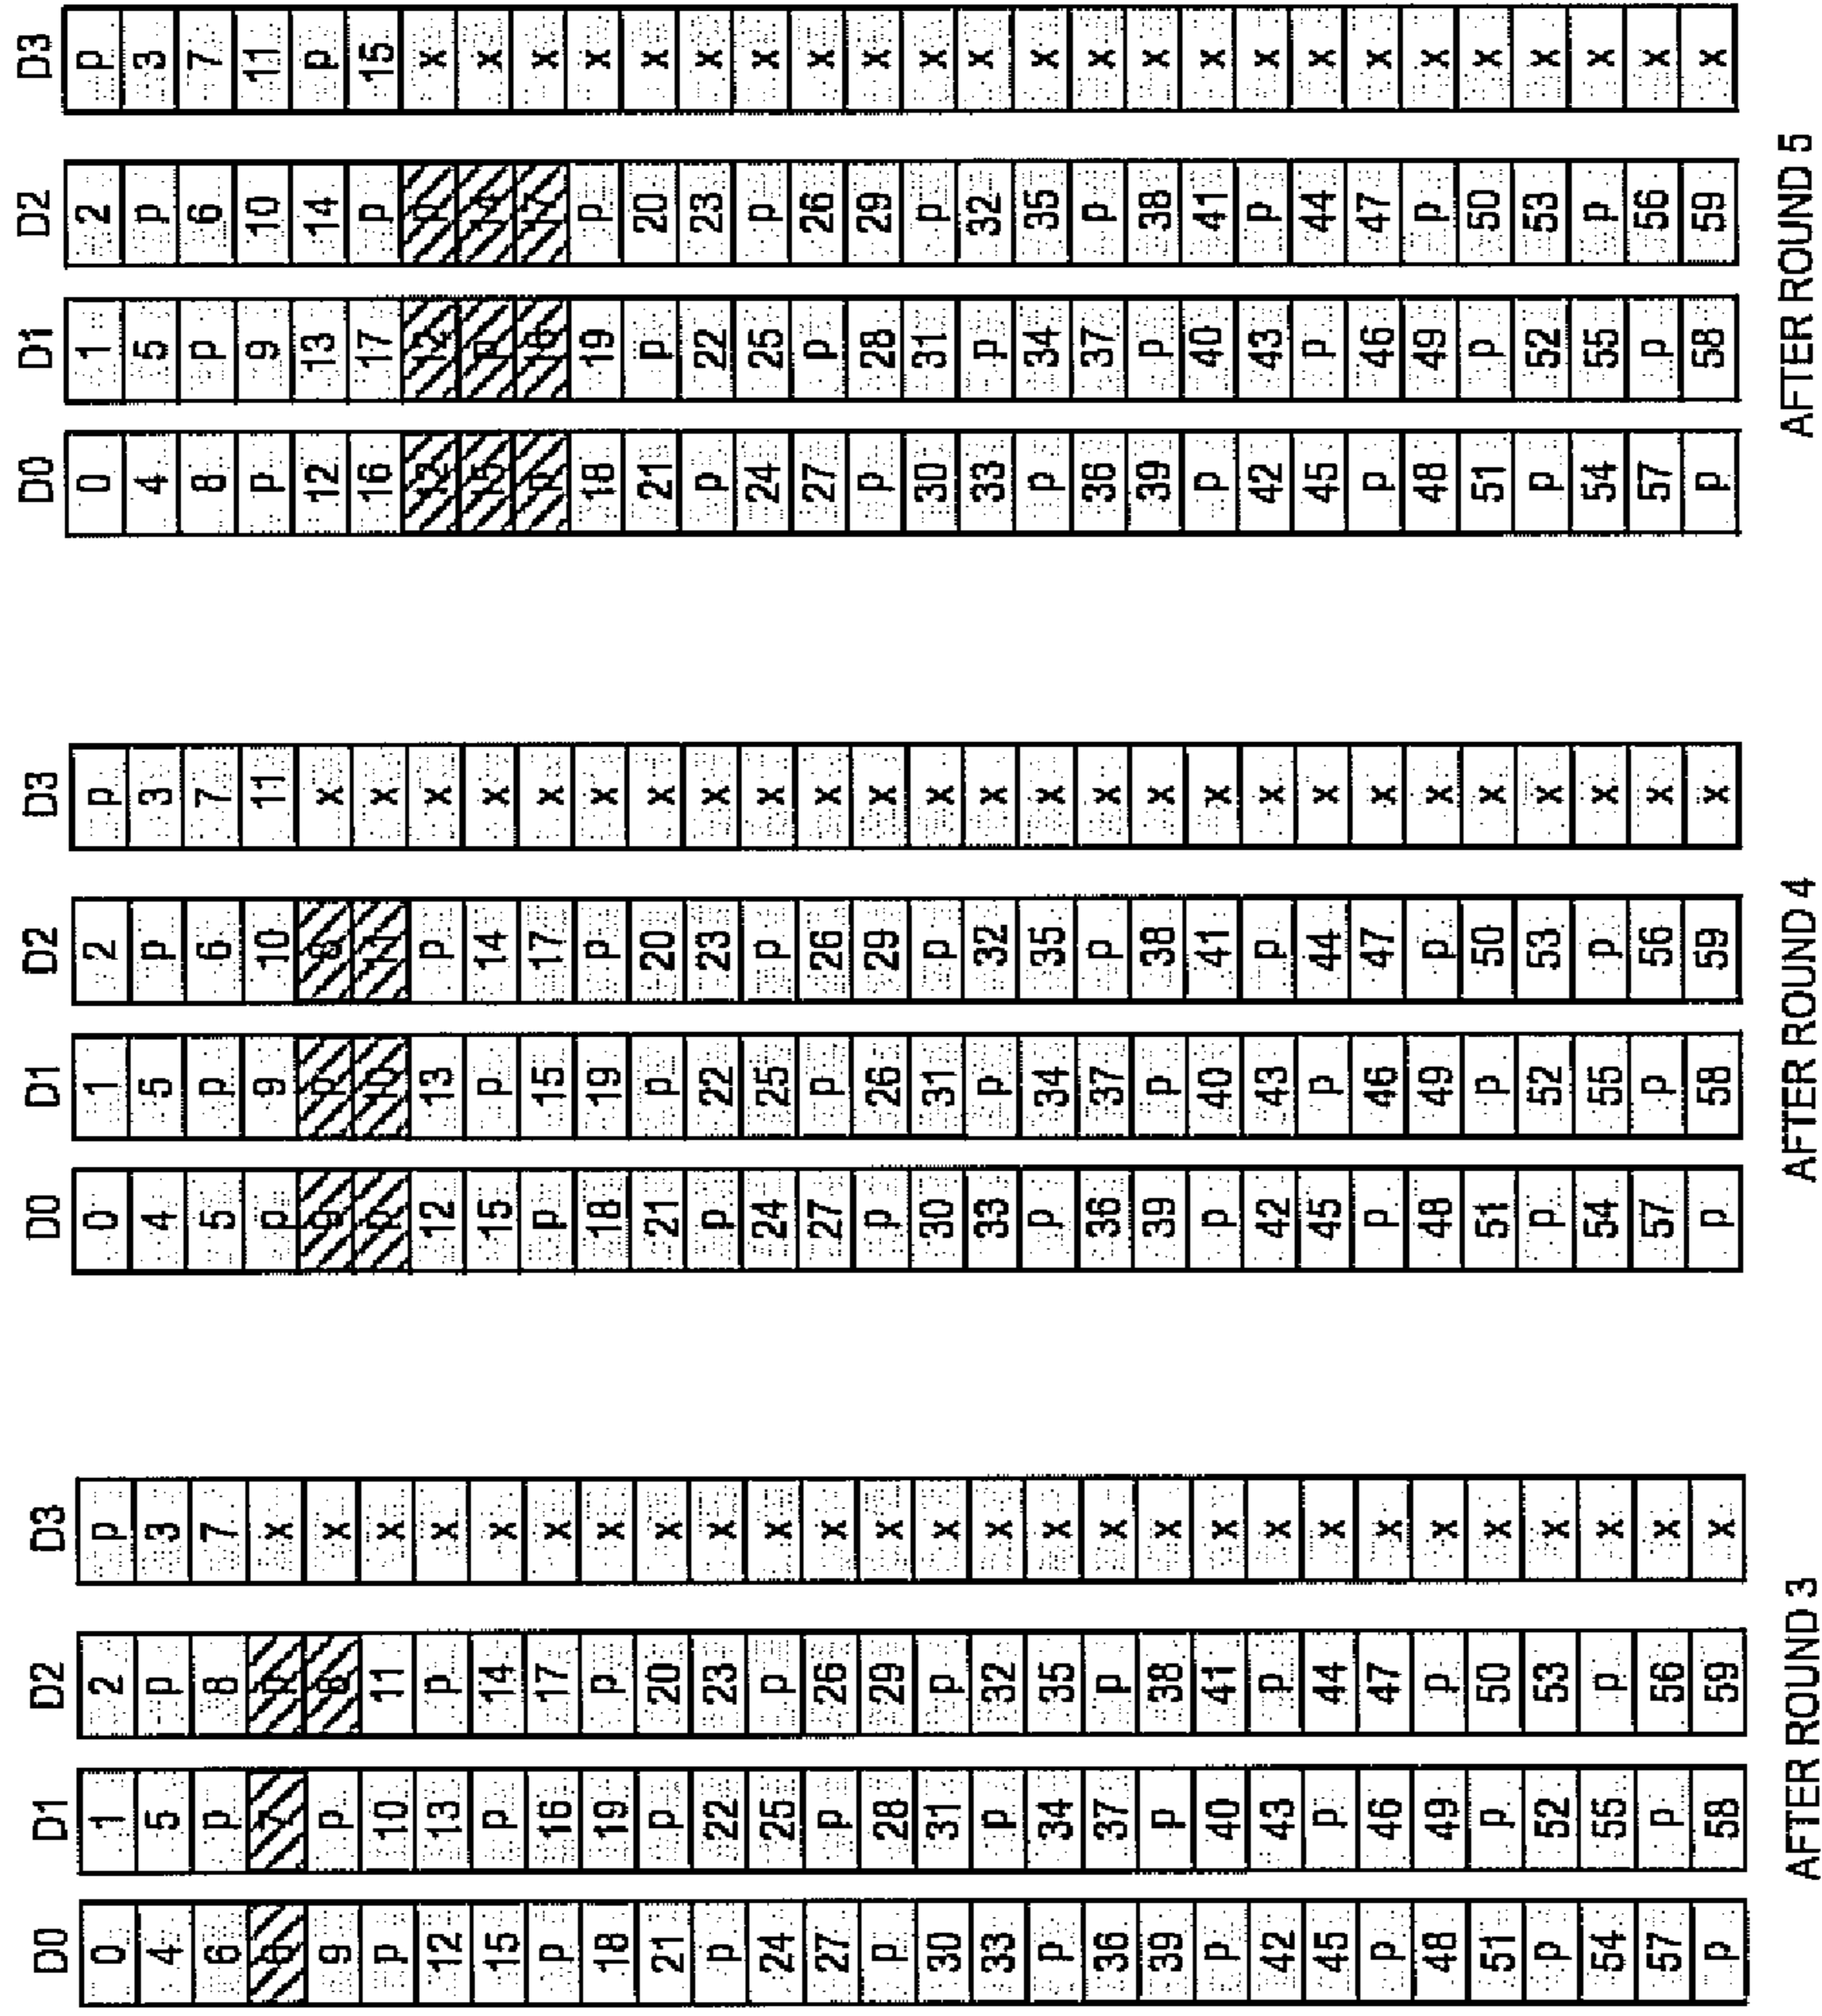 D0 D1 D2 D3
0 1 2 p
4 5 p 3
6 p 8 7
x
9 p x
p 10 11 x
12 13 p x
15 p 14 x
p 16 17 x
18 19 p x
21 p 20 x
p 22 23 x
24 25 p x
27 p 26 x
p 28 29 x
30 31 p x
33 p 32 x
p 34 35 x
36 37 p x
39 p 38 x
p 40 41 x
42 43 p x
45 p 44 x
p 46 47 x
48 49 p x
51 p 50 x
p 52 53 x
54 55 p x
57 p 56 x
p 58 59 x
AFTER ROUND 3
D0 D1 D2 D3
0 1 2 p
4 5 p 3
5 p 6 7
p 9 10 11
x
x
12 13 p x
15 p 14 x
p 15 17 x
18 19 p x
21 p 20 x
p 22 23 x
24 25 p x
27 p 26 x
p 26 29 x
30 31 p x
33 p 32 x
p 34 35 x
36 37 p x
39 p 38 x
p 40 41 x
42 43 p x
45 p 44 x
p 46 47 x
48 49 p x
51 p 50 x
p 52 53 x
54 55 p x
57 p 56 x
p 58 59 x
AFTER ROUND 4
D0 D1 D2 D3
0 1 2 p
4 5 p 3
8 p 6 7
p 9 10 11
12 13 14 p
16 17 p 15
x
x
x
18 19 p x
21 p 20 x
p 22 23 x
24 25 p x
27 p 26 x
p 28 29 x
30 31 p x
33 p 32 x
p 34 35 x
36 37 p x
39 p 38 x
p 40 41 x
42 43 p x
45 p 44 x
p 46 47 x
48 49 p x
51 p 50 x
p 52 53 x
54 55 p x
57 p 56 x
p 58 59 x
AFTER ROUND 5